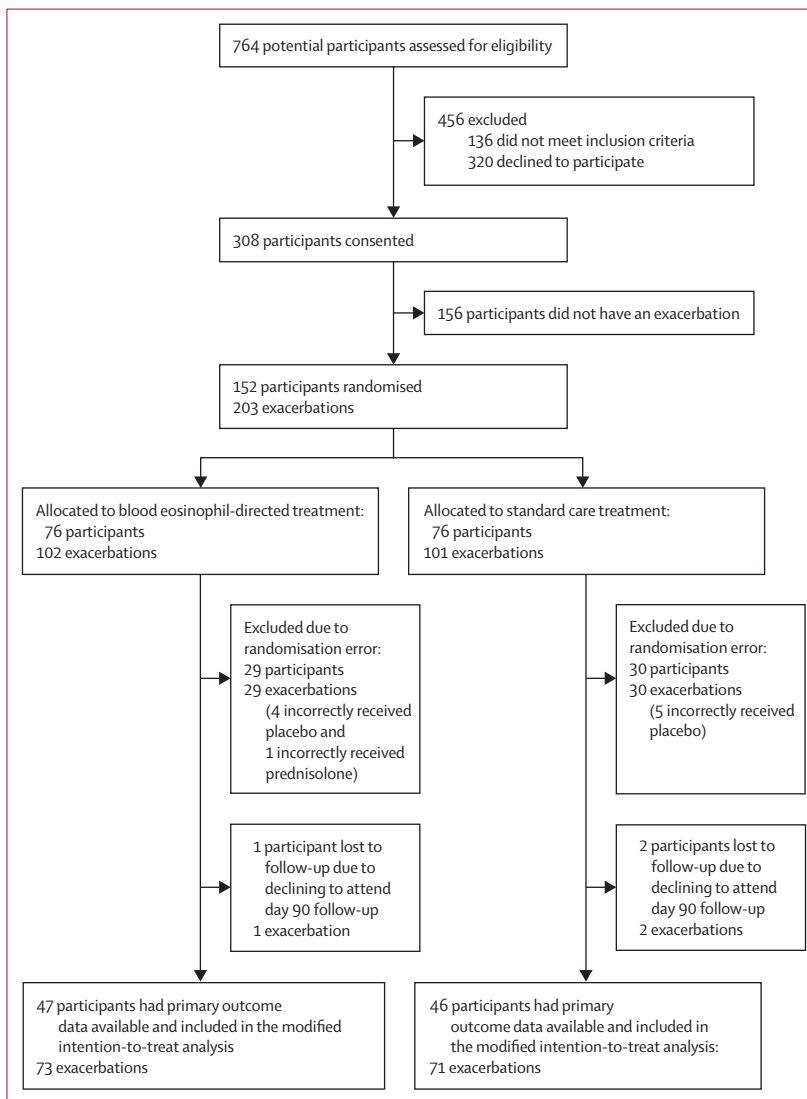 764 potential participants assessed for eligibility
456 excluded
136 did not meet inclusion criteria
320 declined to participate
308 participants consented
156 participants did not have an exacerbation
152 participants randomised
203 exacerbations
Allocated to blood eosinophil-directed treatment:
76 participants
102 exacerbations
Allocated to standard care treatment:
76 participants
101 exacerbations
Excluded due to
randomisation error:
29 participants
29 exacerbations
(4 incorrectly received
placebo and
1 incorrectly received
prednisolone)
Excluded due to
randomisation error:
30 participants
30 exacerbations
(5 incorrectly received
placebo)
1 participant lost to
follow-up due to
declining to attend
day 90 follow-up
1 exacerbation
2 participants lost to
follow-up due to
declining to attend
day 90 follow-up
2 exacerbations
47 participants had primary outcome
data available and included in the modified
intention-to-treat analysis
73 exacerbations
46 participants had primary
outcome data available and included in
the modified intention-to-treat analysis:
71 exacerbations